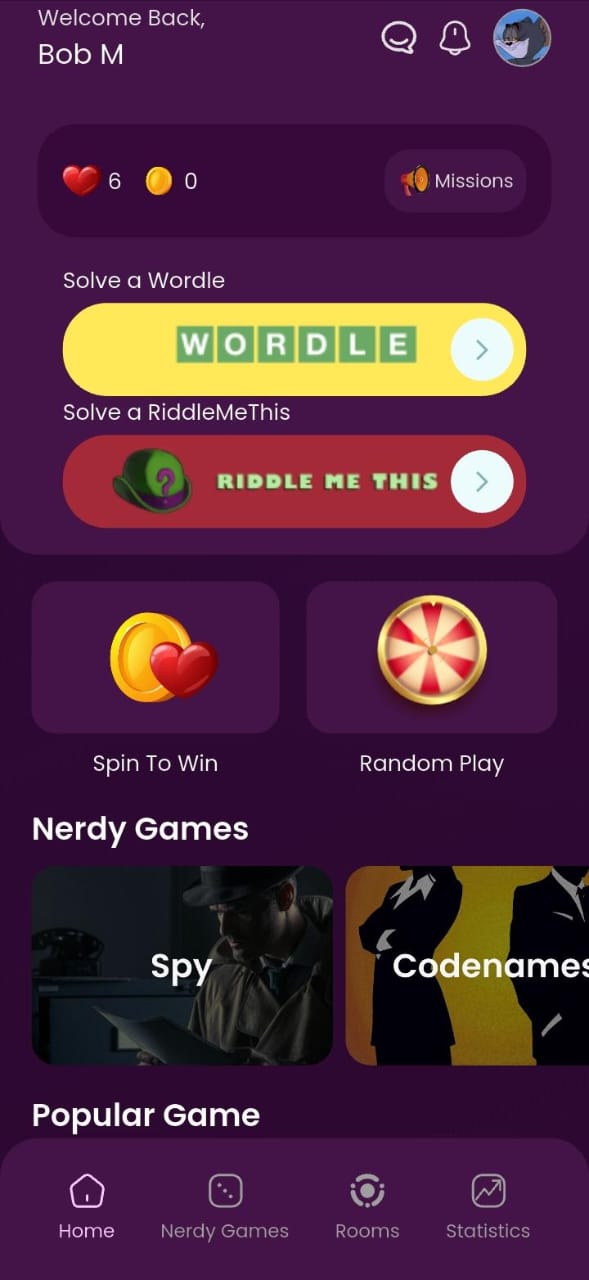 Welcome Back,
Bob M
6
0
Missions
Solve a Wordle
WORDLE
Solve a RiddleMeThis
?
RIDDLE ME THIS
Spin To Win
Random Play
Nerdy Games
Spy
Codenames
Popular Game
Home
Nerdy Games
Rooms
Statistics